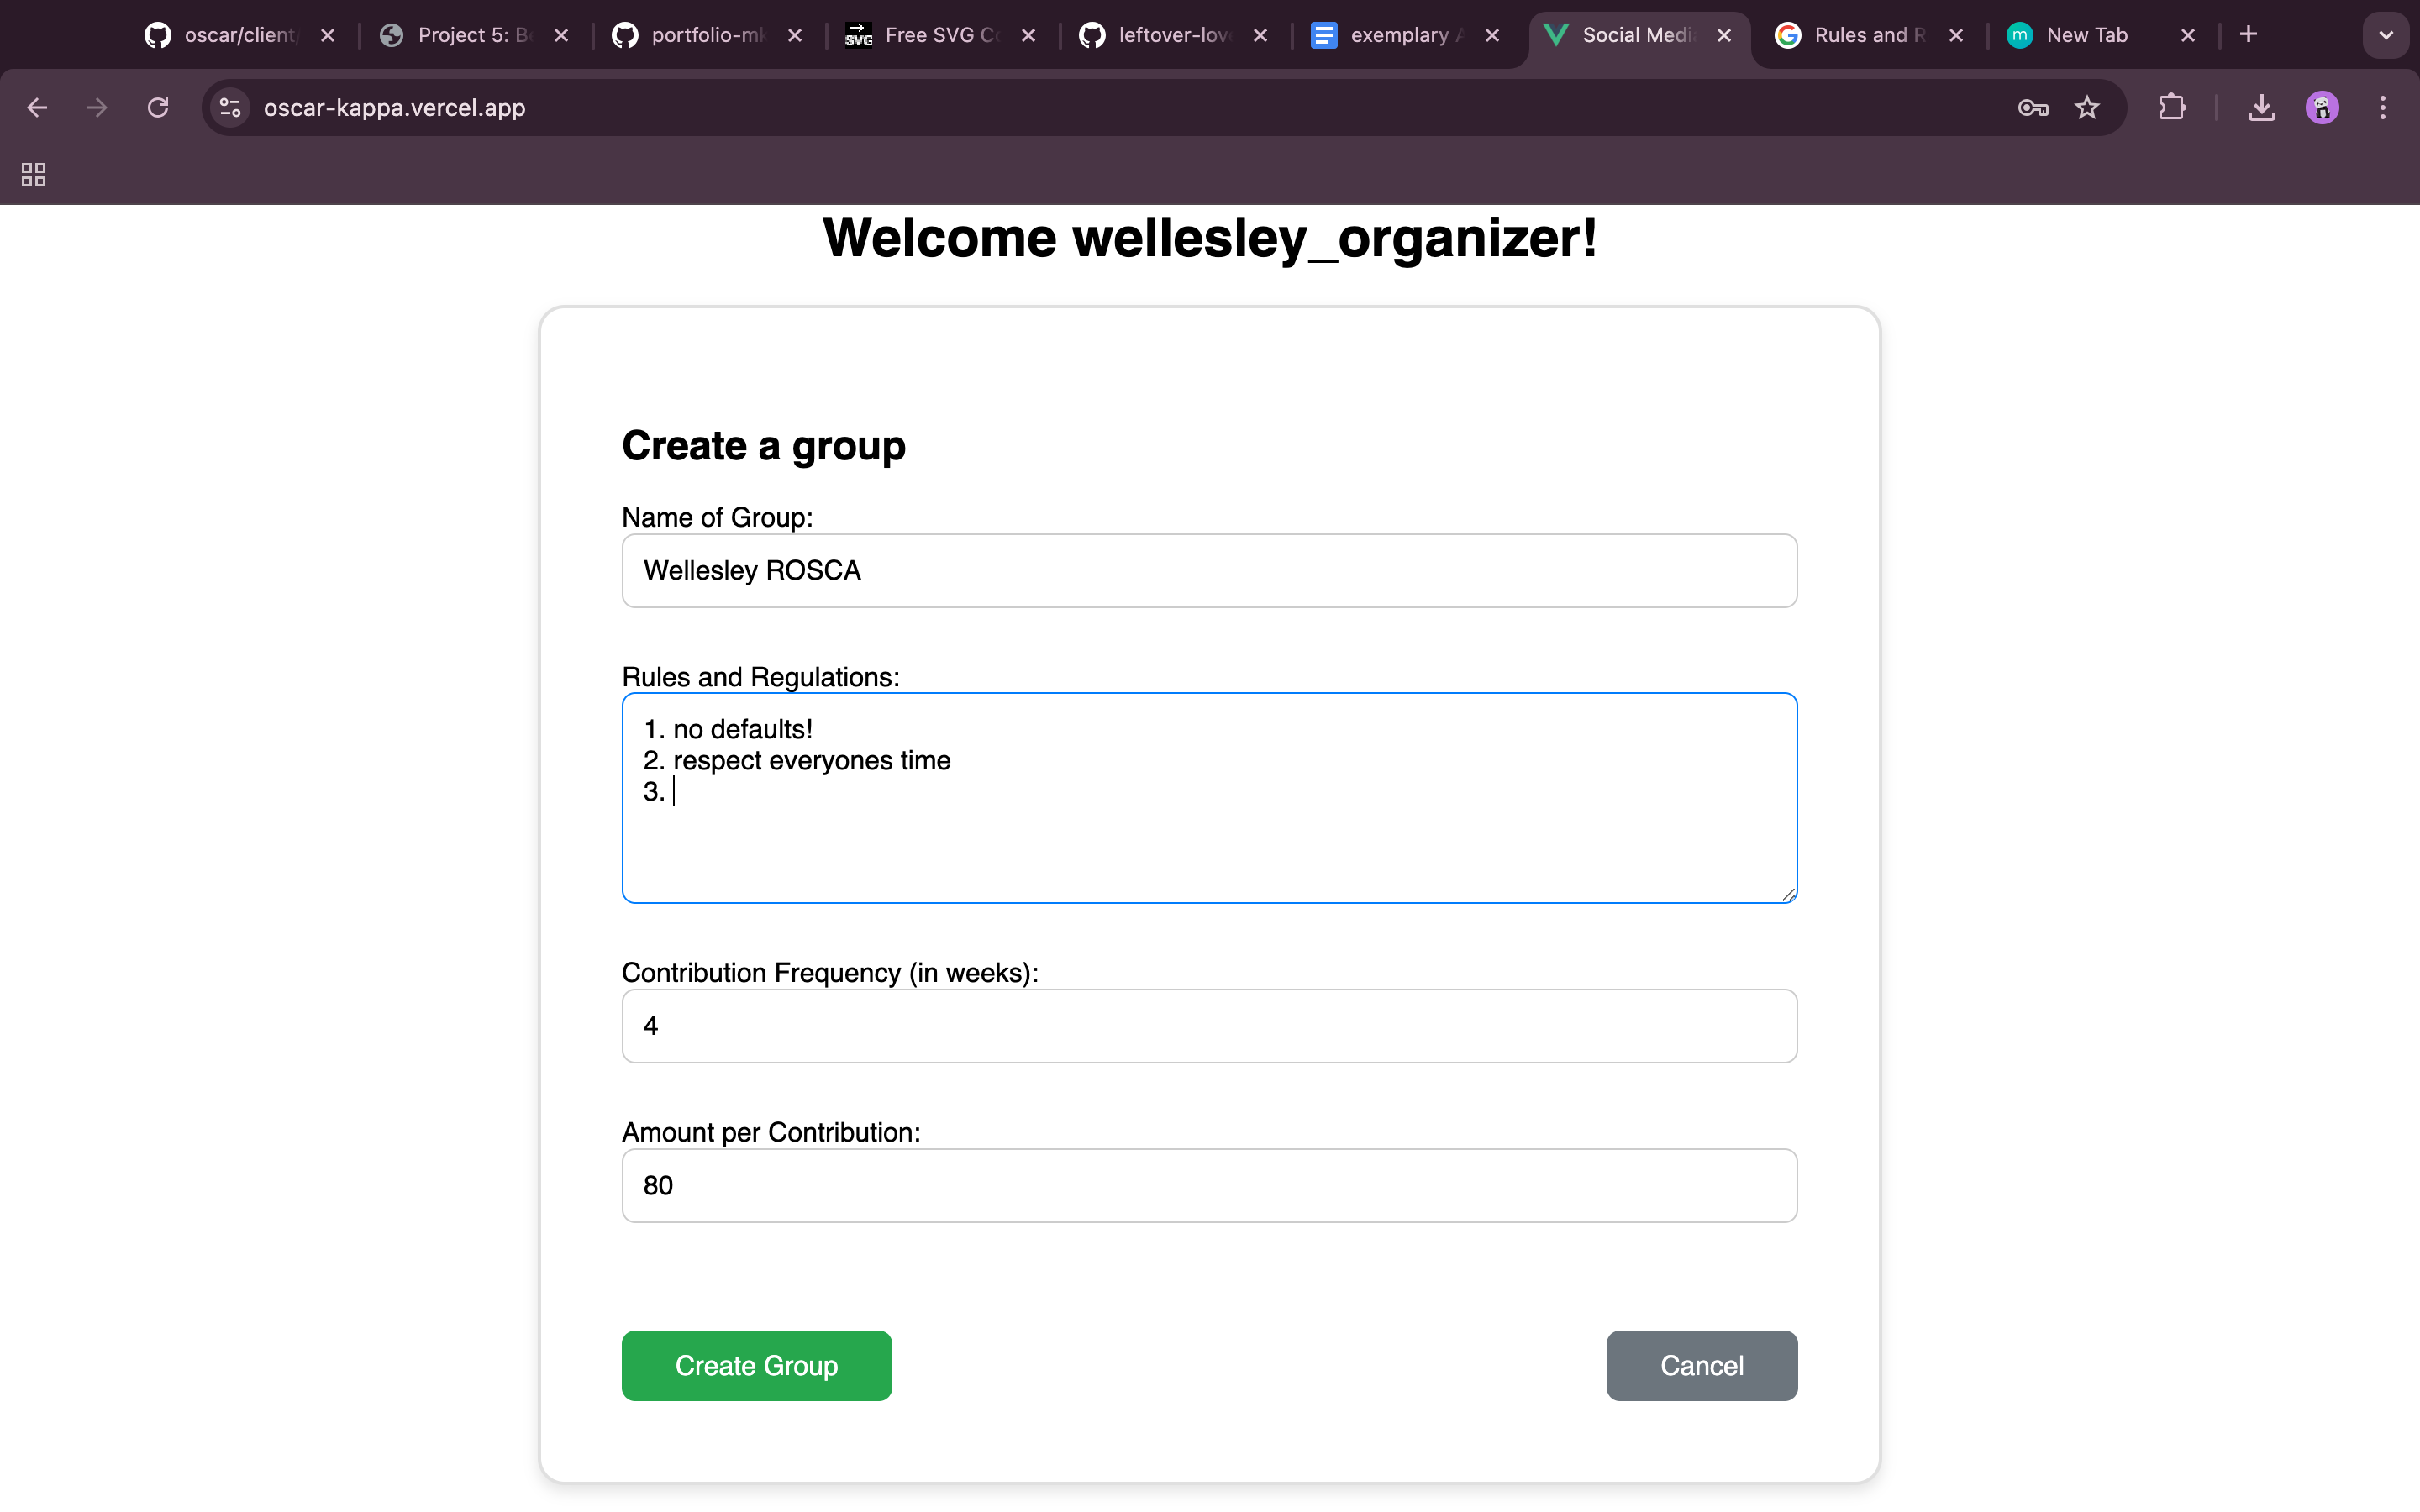 oscar/client/
Project 5: B
portfolio-mk
SVG
Free SVG Co
leftover-lov
exemplary A
Social Medi
Rules and R
m
New Tab
oscar-kappa.vercel.app
Welcome wellesley_organizer!
Create a group
Name of Group:
Wellesley ROSCA
Rules and Regulations:
1. no defaults!
2. respect everyones time
3.
Contribution Frequency (in weeks):
4
Amount per Contribution:
80
Create Group
Cancel